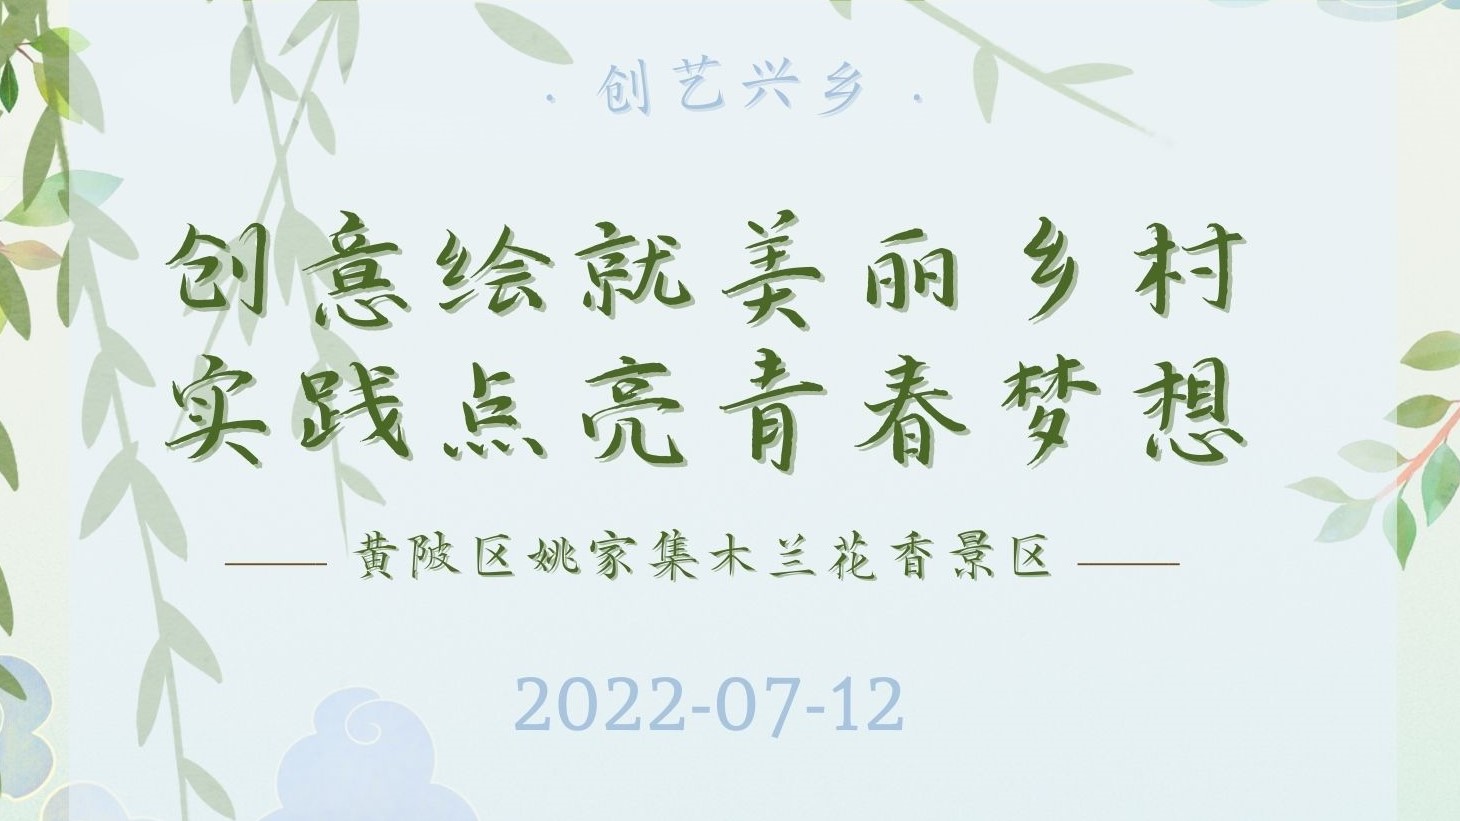 · 创艺兴乡 ·
创意绘就美丽乡村
实践点亮青春梦想
黄陂区姚家集木兰花香景区
2022-07-12